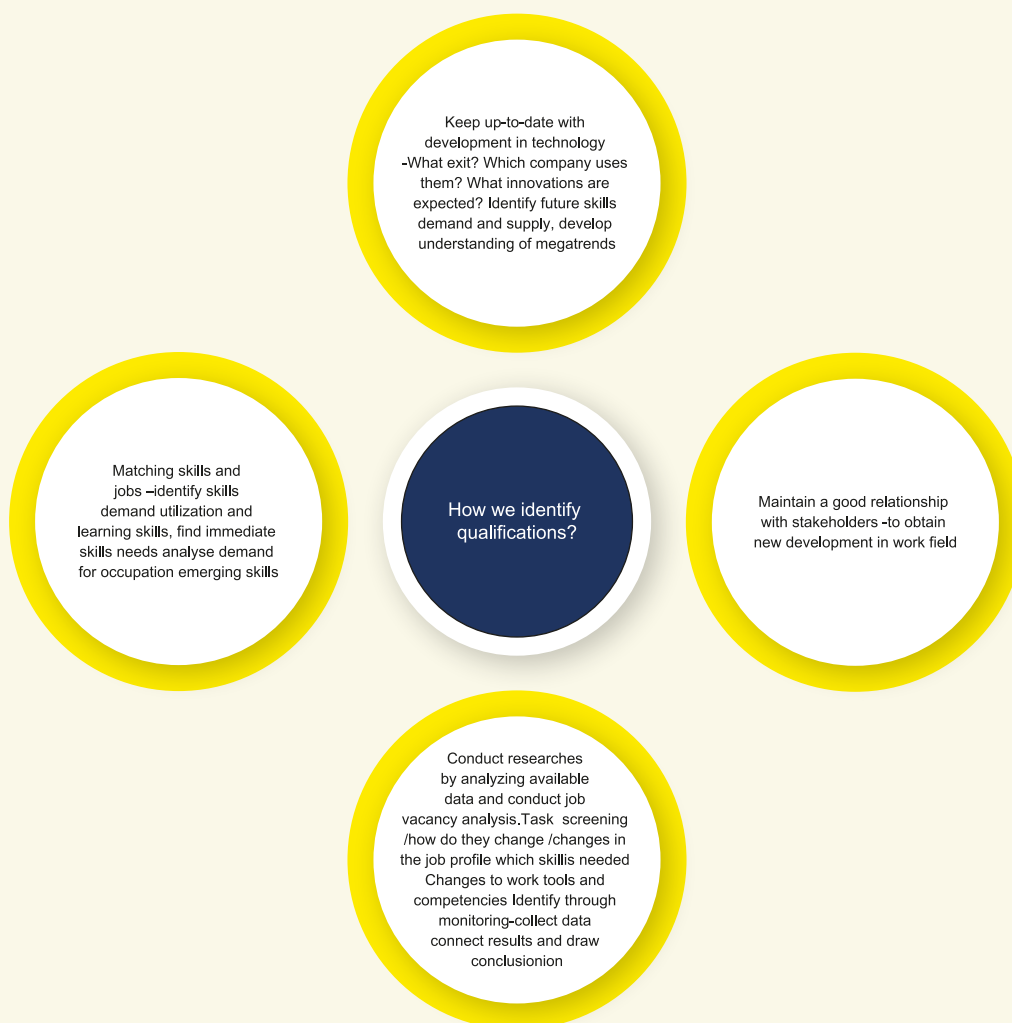 Keep up-to-date with
development in technology
-What exit? Which company uses
them? What innovations are
expected? Identify future skills
demand and supply, develop
understanding of megatrends
Matching skills and
jobs –identify skills
demand utilization and
learning skills, find immediate
skills needs analyse demand
for occupation emerging skills
How we identify
qualifications?
Maintain a good relationship
with stakeholders -to obtain
new development in work field
Conduct researches
by analyzing available
data and conduct job
vacancy analysis.Task screening
/how do they change /changes in
the job profile which skillis needed
Changes to work tools and
competencies Identify through
monitoring-collect data
connect results and draw
conclusionion